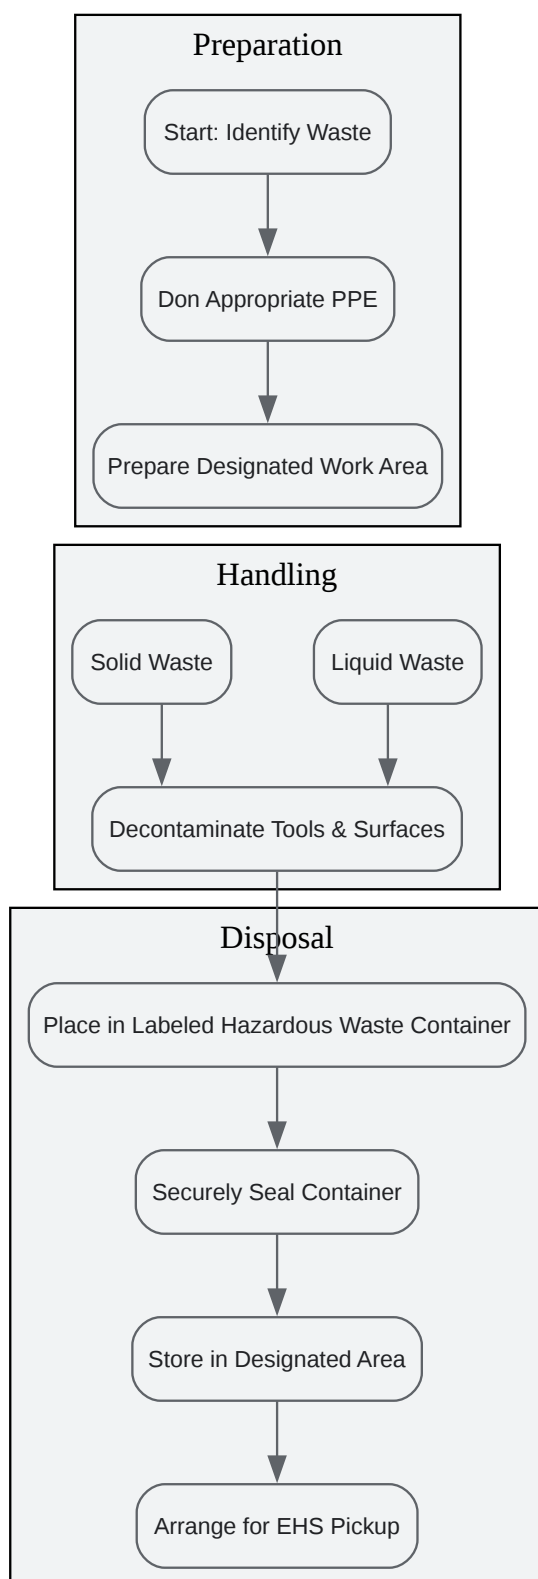 Preparation
Start: Identify Waste
Don Appropriate PPE
Prepare Designated Work Area
Handling
Solid Waste
Liquid Waste
Decontaminate Tools & Surfaces
Disposal
Place in Labeled Hazardous Waste Container
Securely Seal Container
Store in Designated Area
Arrange for EHS Pickup